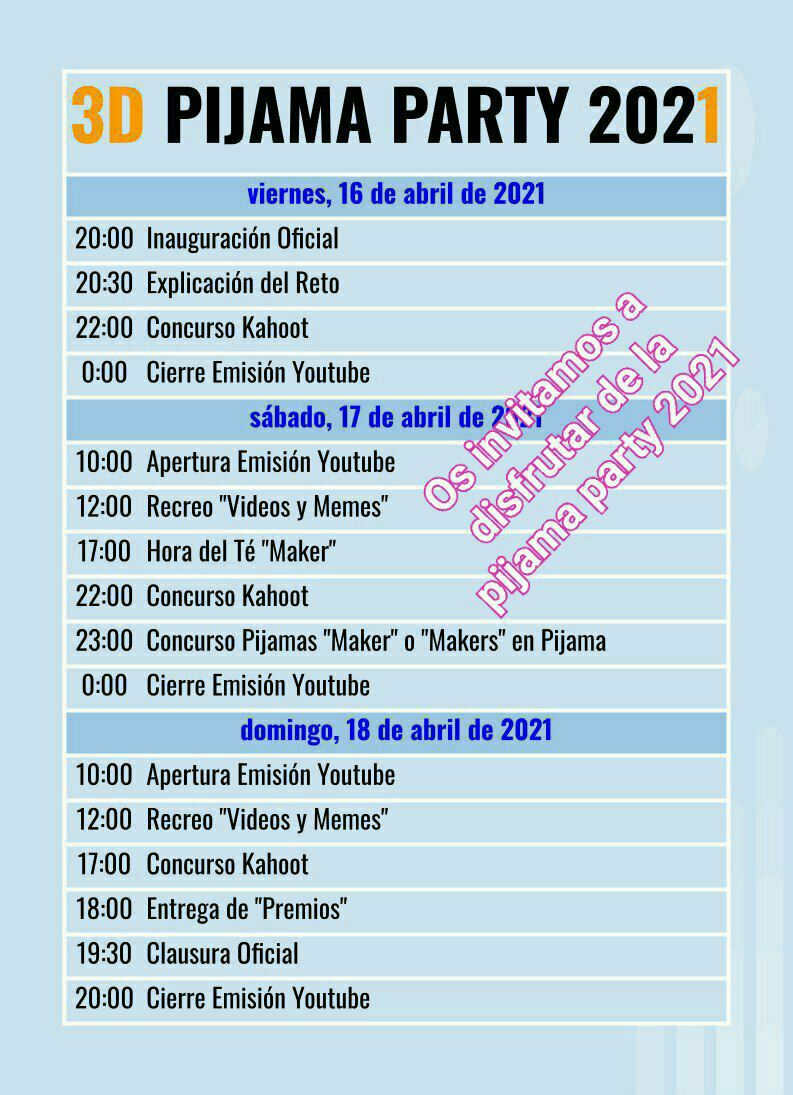 3D PIJAMA PARTY 2021
viernes, 16 de abril de 2021
20:00 Inauguración Oficial
20:30 Explicación del Reto
22:00 Concurso Kahoot
0:00 Cierre Emisión Youtube
sábado, 17 de abril de 2021
10:00 Apertura Emisión Youtube
12:00 Recreo "Videos y Memes"
17:00 Hora del Té "Maker"
22:00 Concurso Kahoot
23:00 Concurso Pijamas "Maker" o "Makers" en Pijama
0:00 Cierre Emisión Youtube
domingo, 18 de abril de 2021
10:00 Apertura Emisión Youtube
12:00 Recreo "Videos y Memes"
17:00 Concurso Kahoot
18:00 Entrega de "Premios"
19:30 Clausura Oficial
20:00 Cierre Emisión Youtube
Os invitamos a
disfrutar de la
pijama party 2021